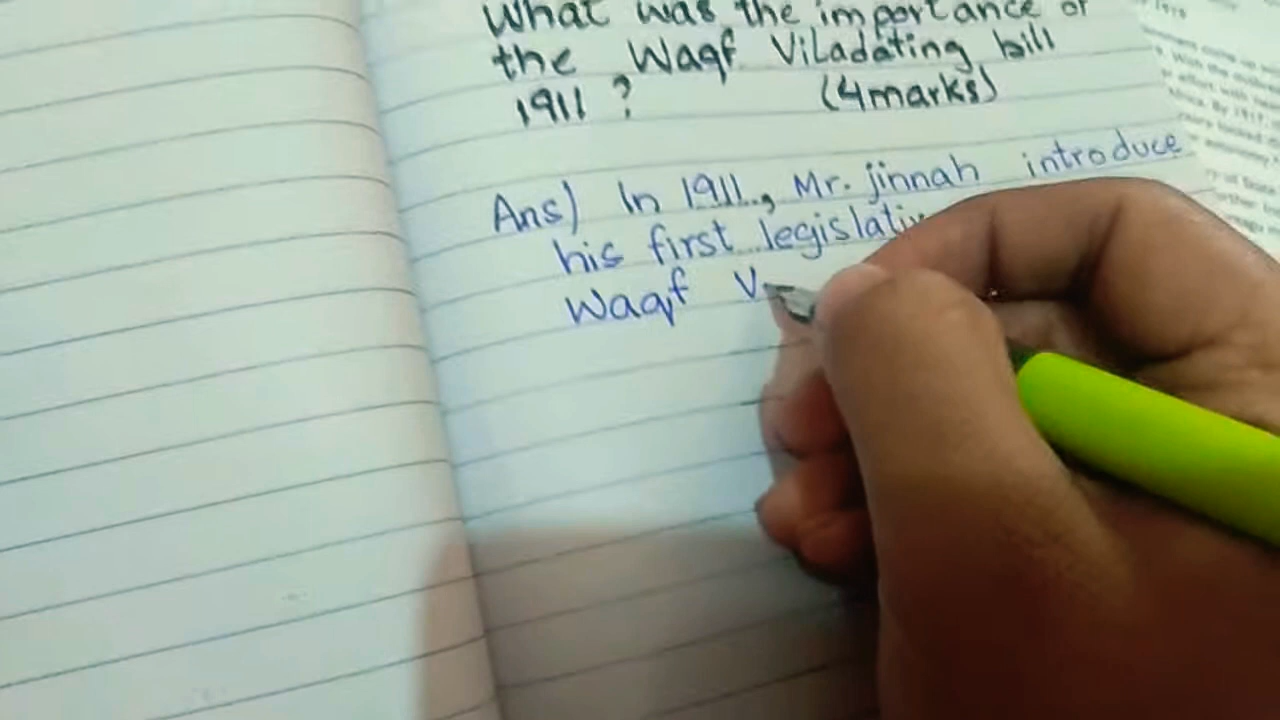 What was the importance of
the Waqf Viladating bill
1911 ? (4marks)
Ans) In 1911, Mr. jinnah introduce
his first legislativ
Waqf V